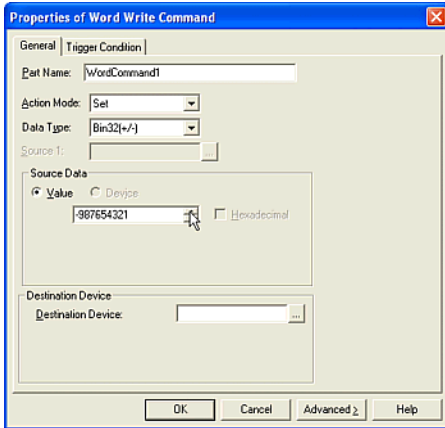 Properties of Word Write Command
General Trigger Condition
Part Name: WordCommand1
Action Mode: Set
Data Type: Bin32(+/-)
Source 1: ...
Source Data
Value Device
-987654321 Hexadecimal
Destination Device
Destination Device: ...
OK Cancel Advanced > Help